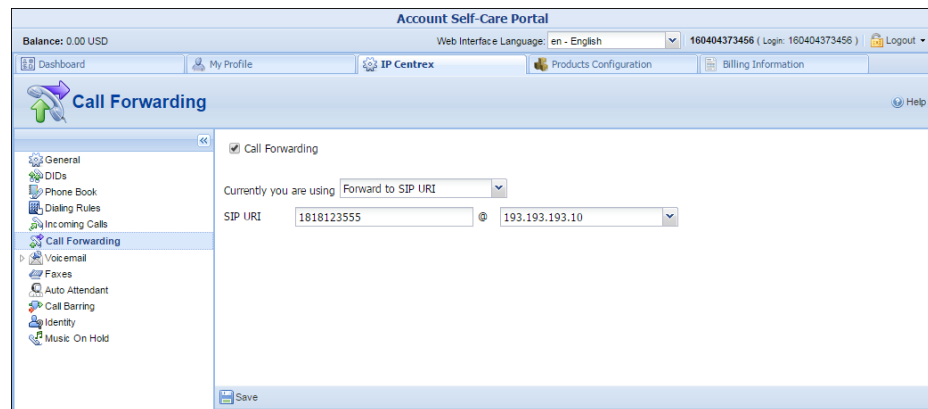 Account Self-Care Portal
Balance: 0.00 USD Web Interface Language: en - English 160404373456 ( Login: 160404373456 ) Logout
Dashboard My Profile IP Centrex Products Configuration Billing Information
Call Forwarding Help
General
DIDs
Phone Book
Dialing Rules
Incoming Calls
Call Forwarding
Voicemail
Faxes
Auto Attendant
Call Barring
Identity
Music On Hold
Call Forwarding
Currently you are using Forward to SIP URI
SIP URI 1818123555 @ 193.193.193.10
Save